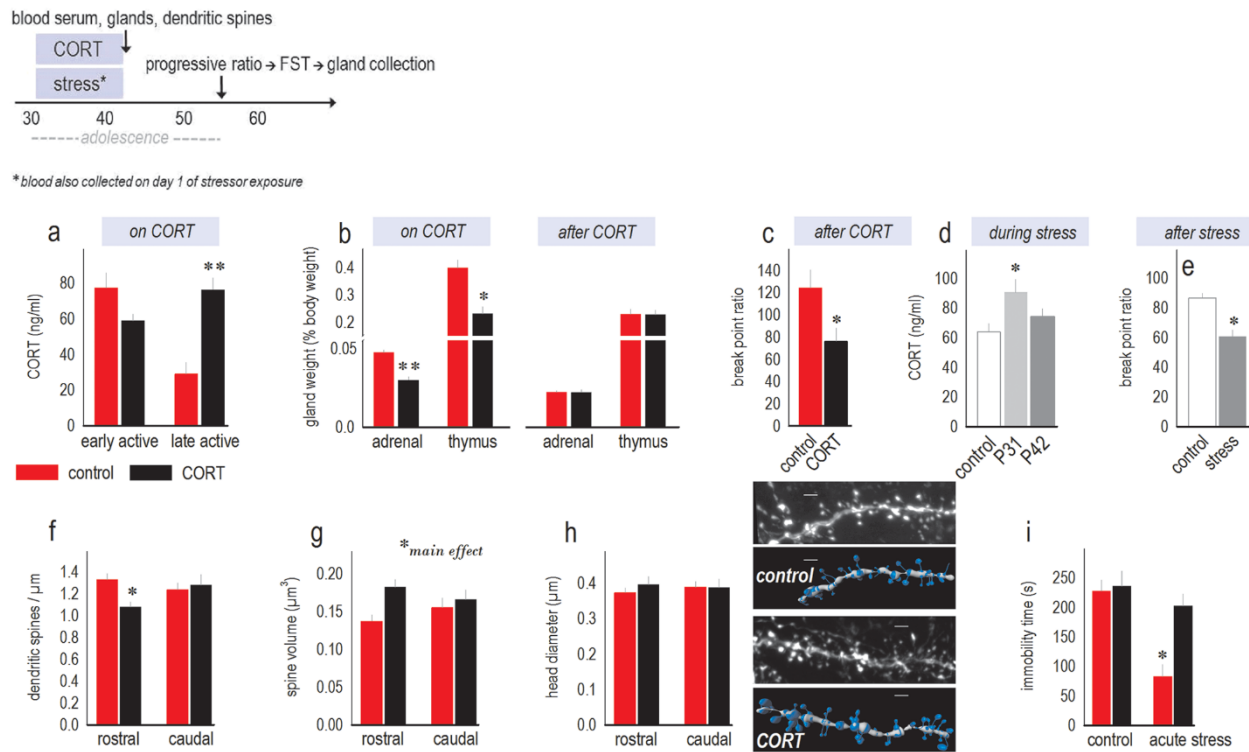 blood serum, glands, dendritic spines
CORT
stress*
progressive ratio → FST → gland collection
30 40 50 60
adolescence
*blood also collected on day 1 of stressor exposure
a
on CORT
CORT (ng/ml)
80
60
40
20
0
**
early active late active
control CORT
b
on CORT
after CORT
gland weight (% body weight)
0.4
0.3
0.2
0.05
0.0
**
*
adrenal thymus adrenal thymus
c
after CORT
break point ratio
140
120
100
80
60
40
20
0
*
control
CORT
d
during stress
CORT (ng/ml)
100
80
60
40
20
0
*
control
P31
P42
e
after stress
break point ratio
100
80
60
40
20
0
*
control
stress
f
dendritic spines / μm
1.4
1.2
1.0
1.8
1.6
1.4
1.2
0.0
*
rostral caudal
g
*main effect
spine volume (μm³)
0.20
0.15
0.10
0.05
0.00
rostral caudal
h
head diameter (μm)
0.4
0.3
0.2
0.1
0.0
rostral caudal
control
CORT
i
immobility time (s)
250
200
150
100
50
0
*
control acute stress